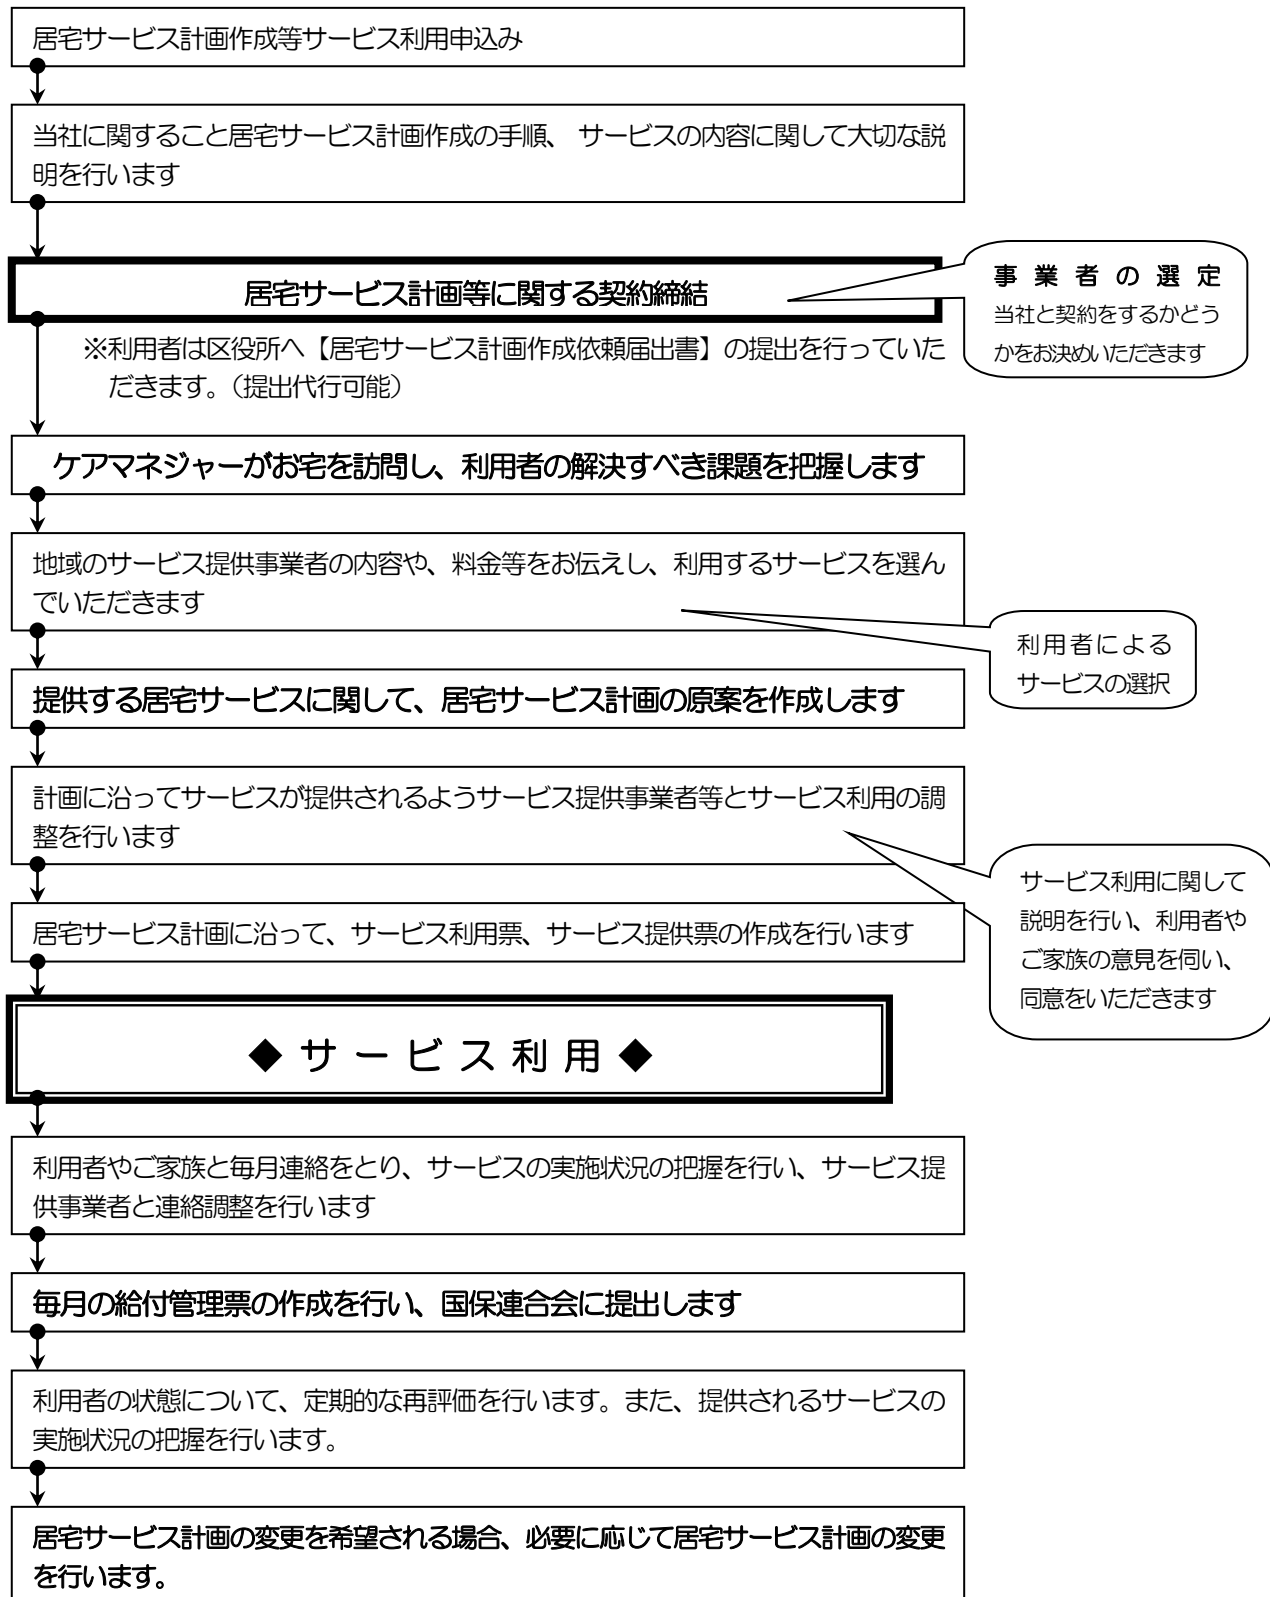 居宅サービス計画作成等サービス利用申込み
当社に関すること居宅サービス計画作成の手順、 サービスの内容に関して大切な説
明を行います
居宅サービス計画等に関する契約締結
事業者の選定
当社と契約をするかどう
かをお決めいただきます
※利用者は区役所へ【居宅サービス計画作成依頼届出書】の提出を行っていた
だきます。（提出代行可能）
ケアマネジャーがお宅を訪問し、利用者の解決すべき課題を把握します
地域のサービス提供事業者の内容や、料金等をお伝えし、利用するサービスを選ん
でいただきます
利用者による
サービスの選択
提供する居宅サービスに関して、居宅サービス計画の原案を作成します
計画に沿ってサービスが提供されるようサービス提供事業者等とサービス利用の調
整を行います
サービス利用に関して
説明を行い、利用者や
ご家族の意見を伺い、
同意をいただきます
居宅サービス計画に沿って、サービス利用票、サービス提供票の作成を行います
◆サービス利用◆
利用者やご家族と毎月連絡をとり、サービスの実施状況の把握を行い、サービス提
供事業者と連絡調整を行います
毎月の給付管理票の作成を行い、国保連合会に提出します
利用者の状態について、定期的な再評価を行います。また、提供されるサービスの
実施状況の把握を行います。
居宅サービス計画の変更を希望される場合、必要に応じて居宅サービス計画の変更
を行います。